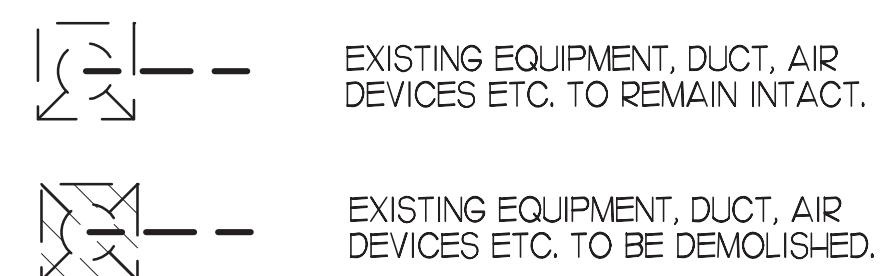 EXISTING EQUIPMENT, DUCT, AIR
DEVICES ETC. TO REMAIN INTACT.
EXISTING EQUIPMENT, DUCT, AIR
DEVICES ETC. TO BE DEMOLISHED.